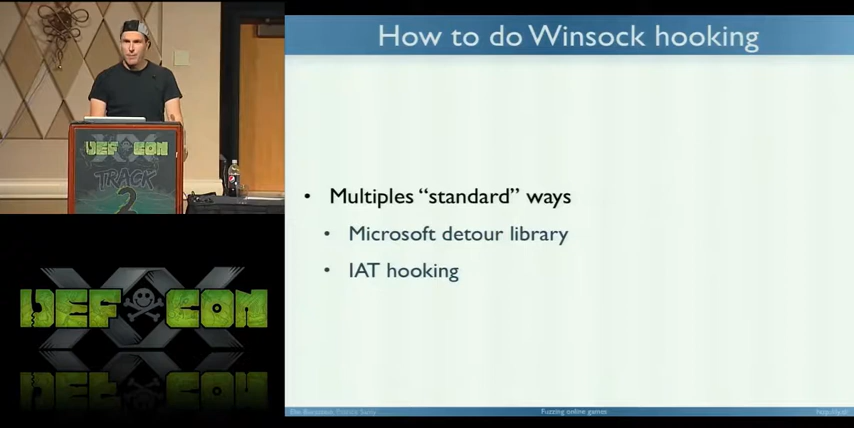 How to do Winsock hooking
• Multiples “standard” ways
• Microsoft detour library
• IAT hooking
Fuzzing online games
DEF CON
TRACK
2
DEF CON
XX